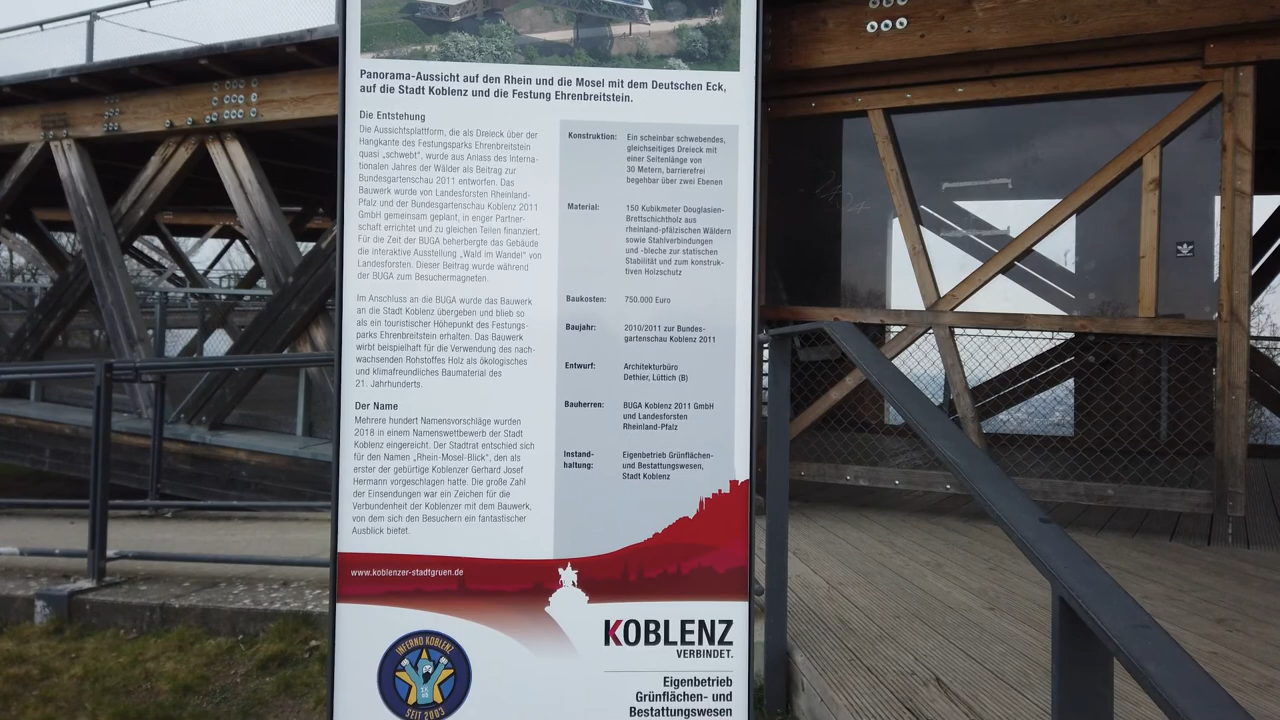 Panorama-Aussicht auf den Rhein und die Mosel mit dem Deutschen Eck,
auf die Stadt Koblenz und die Festung Ehrenbreitstein.
Die Entstehung
Die Aussichtsplattform, die als Dreieck über der
Hangkante des Festungsparks Ehrenbreitstein
quasi „schwebt“, wurde aus Anlass des Interna-
tionalen Jahres der Wälder als Beitrag zur
Bundesgartenschau 2011 entworfen. Das
Bauwerk wurde von Landesforsten Rheinland-
Pfalz und der Bundesgartenschau Koblenz 2011
GmbH gemeinsam geplant, in enger Partner-
schaft errichtet und zu gleichen Teilen finanziert.
Für die Zeit der BUGA beherbergte das Gebäude
die interaktive Ausstellung „Wald im Wandel“ von
Landesforsten. Dieser Beitrag wurde während
der BUGA zum Besuchermagneten.
Im Anschluss an die BUGA wurde das Bauwerk
an die Stadt Koblenz übergeben und blieb so
als ein touristischer Höhepunkt des Festungs-
parks Ehrenbreitstein erhalten. Das Bauwerk
wirbt beispielhaft für die Verwendung des nach-
wachsenden Rohstoffes Holz als ökologisches
und klimafreundliches Baumaterial des
21. Jahrhunderts.
Der Name
Mehrere hundert Namensvorschläge wurden
2018 in einem Namenswettbewerb der Stadt
Koblenz eingereicht. Der Stadtrat entschied sich
für den Namen „Rhein-Mosel-Blick“, den als
erster der gebürtige Koblenzer Gerhard Josef
Hermann vorgeschlagen hatte. Die große Zahl
der Einsendungen war ein Zeichen für die
Verbundenheit der Koblenzer mit dem Bauwerk,
von dem sich den Besuchern ein fantastischer
Ausblick bietet.
Konstruktion: Ein scheinbar schwebendes,
gleichseitiges Dreieck mit
einer Seitenlänge von
30 Metern, barrierefrei
begehbar über zwei Ebenen
Material: 150 Kubikmeter Douglasien-
Brettschichtholz aus
rheinland-pfälzischen Wäldern
sowie Stahlverbindungen
und -bleche zur statischen
Stabilität und zum konstruk-
tiven Holzschutz
Baukosten: 750.000 Euro
Baujahr: 2010/2011 zur Bundes-
gartenschau Koblenz 2011
Entwurf: Architekturbüro
Dethier, Lüttich (B)
Bauherren: BUGA Koblenz 2011 GmbH
und Landesforsten
Rheinland-Pfalz
Instand- Eigenbetrieb Grünflächen-
haltung: und Bestattungswesen,
Stadt Koblenz
www.koblenzer-stadtgruen.de
INFERNO KOBLENZ
SEIT 2003
KOBLENZ
VERBINDET.
Eigenbetrieb
Grünflächen- und
Bestattungswesen